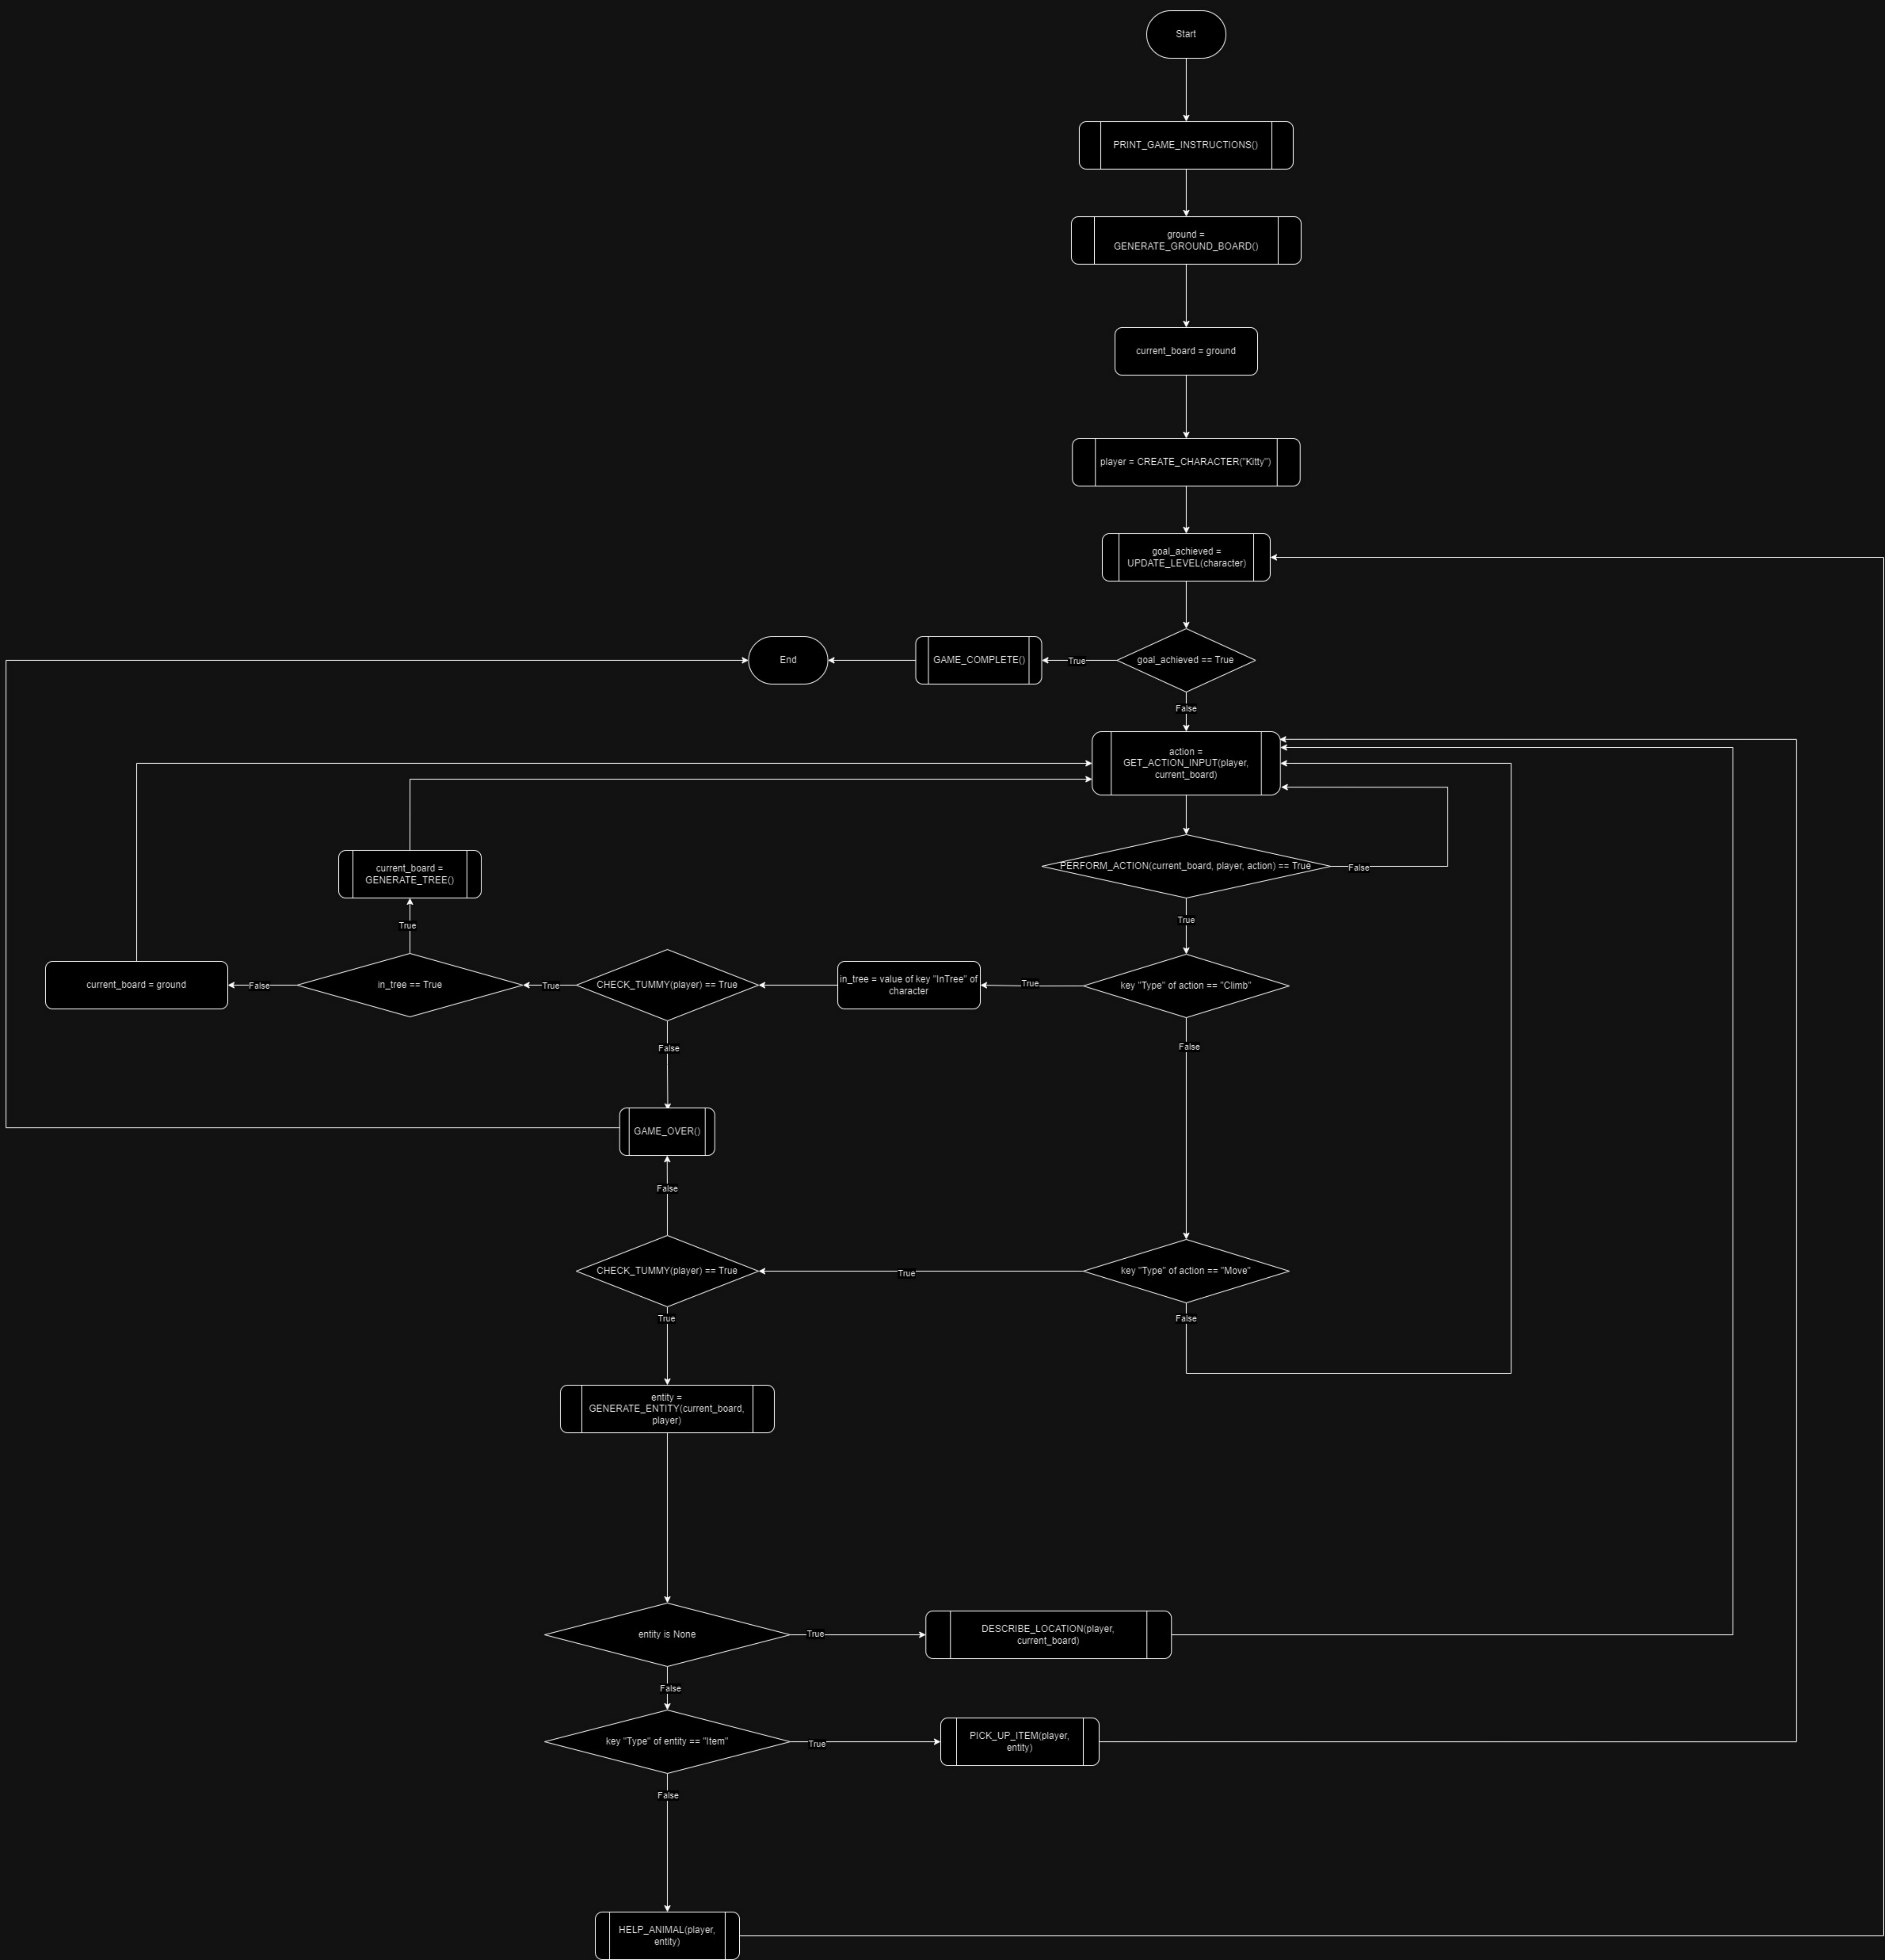 Start
PRINT_GAME_INSTRUCTIONS()
ground =
GENERATE_GROUND_BOARD()
current_board = ground
player = CREATE_CHARACTER("Kitty")
goal_achieved =
UPDATE_LEVEL(character)
End
GAME_COMPLETE()
True
goal_achieved == True
False
action =
GET_ACTION_INPUT(player,
current_board)
current_board =
GENERATE_TREE()
PERFORM_ACTION(current_board, player, action) == True
False
True
True
current_board = ground
False
in_tree == True
True
CHECK_TUMMY(player) == True
in_tree = value of key "InTree" of
character
True
key "Type" of action == "Climb"
False
False
GAME_OVER()
False
CHECK_TUMMY(player) == True
True
key "Type" of action == "Move"
True
False
entity =
GENERATE_ENTITY(current_board,
player)
entity is None
True
DESCRIBE_LOCATION(player,
current_board)
False
key "Type" of entity == "Item"
True
PICK_UP_ITEM(player,
entity)
False
HELP_ANIMAL(player,
entity)